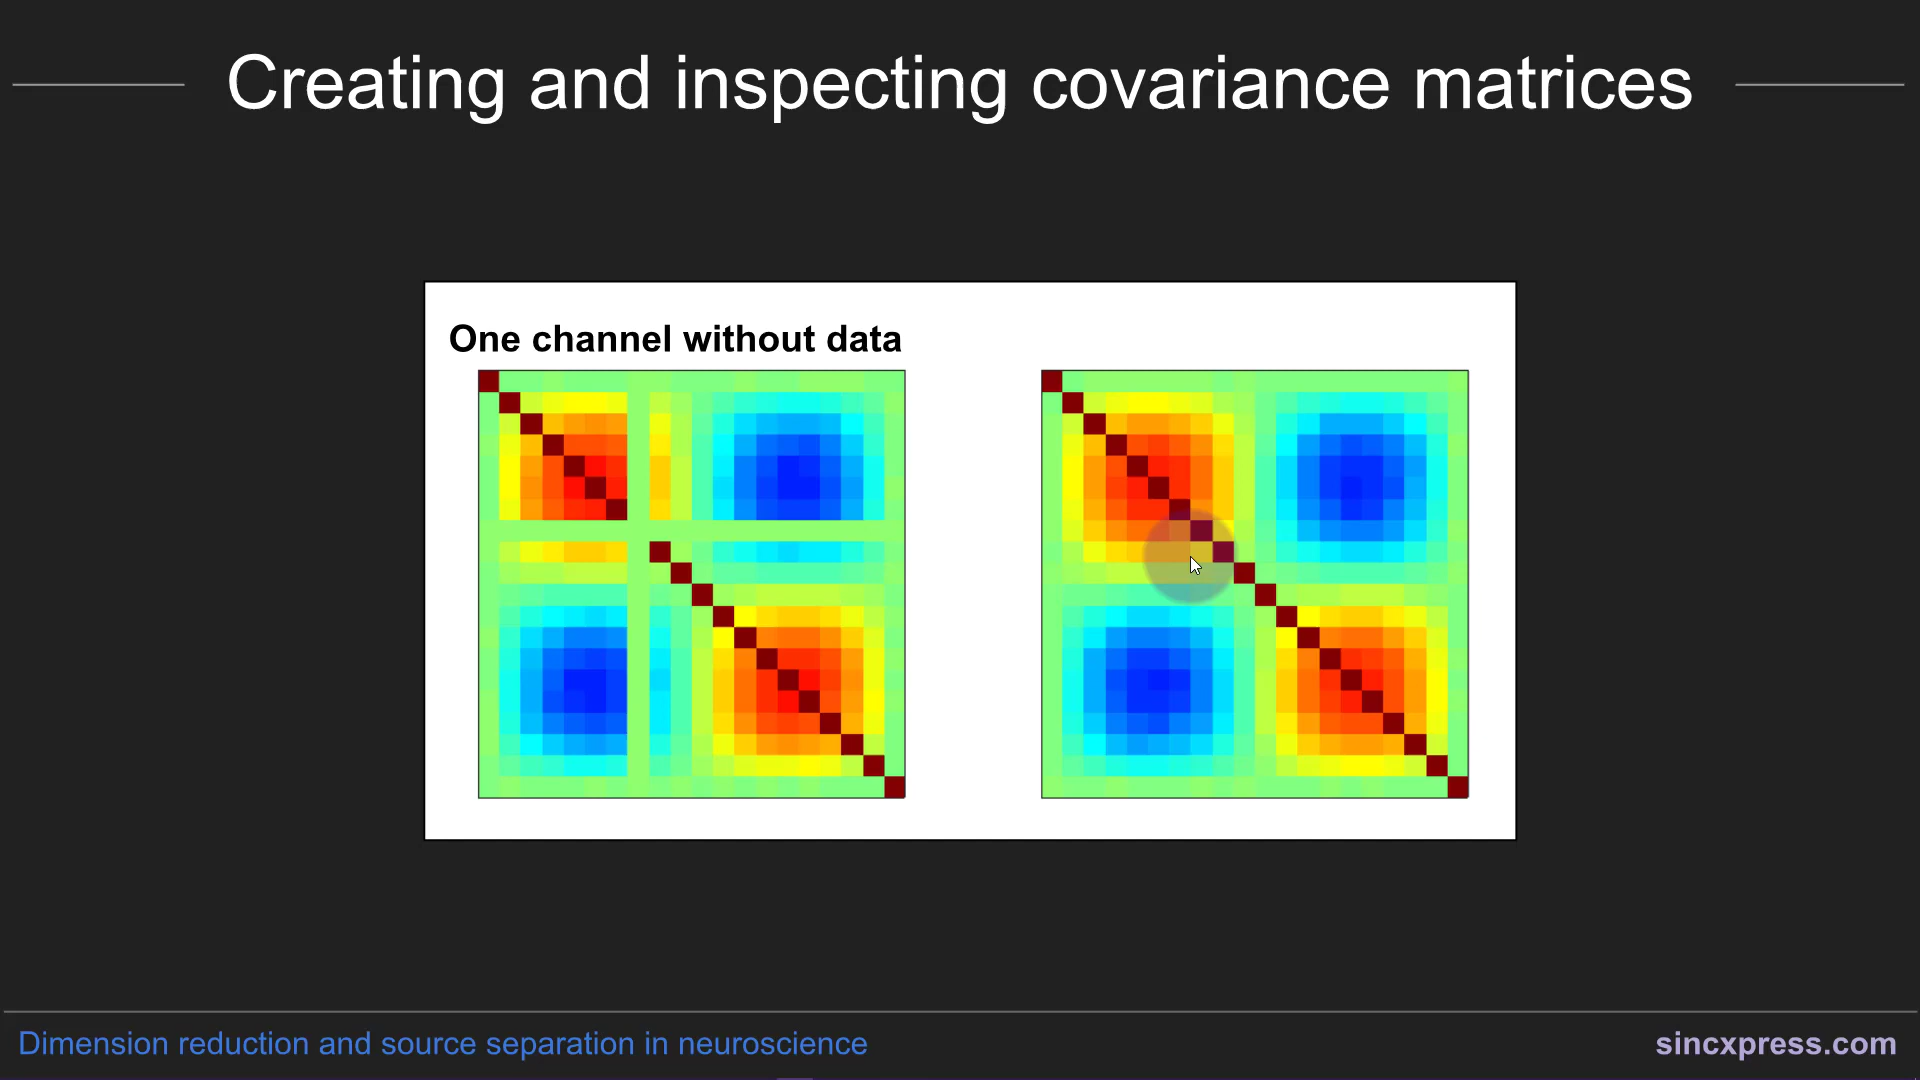 Creating and inspecting covariance matrices
One channel without data
Dimension reduction and source separation in neuroscience
sincxpress.com